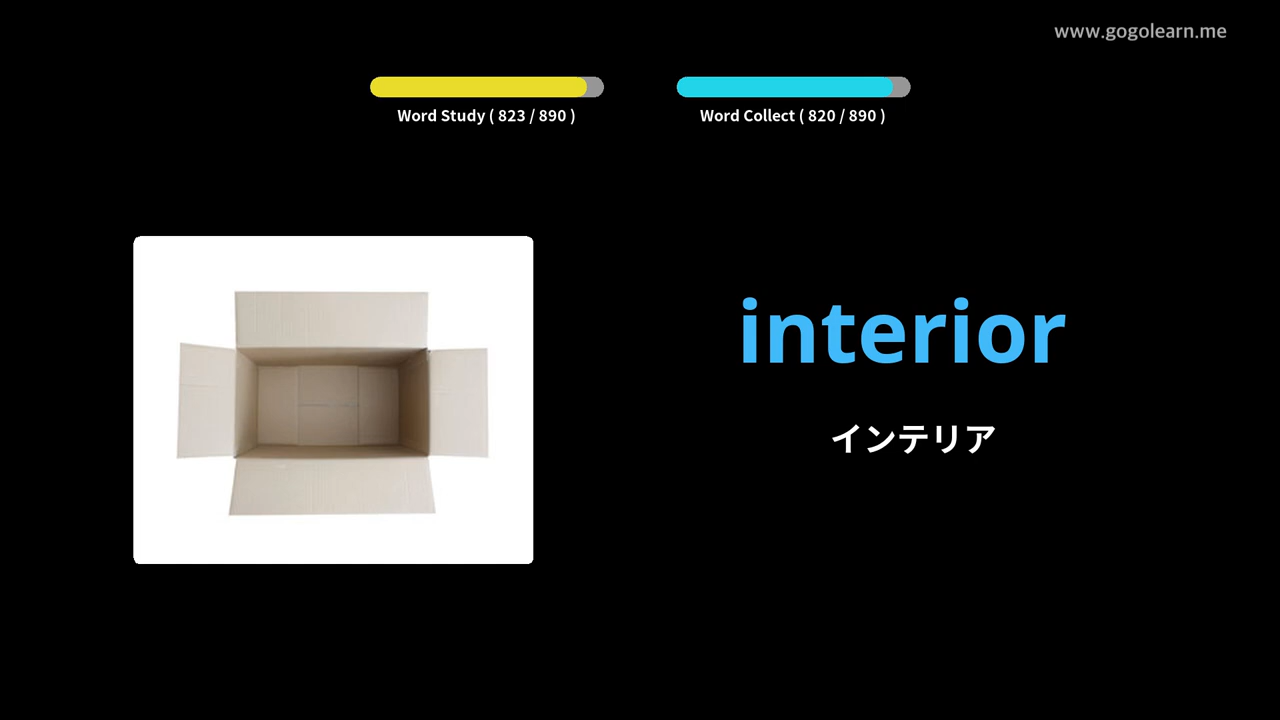 www.gogolearn.me
Word Study ( 823 / 890 )
Word Collect ( 820 / 890 )
interior
インテリア